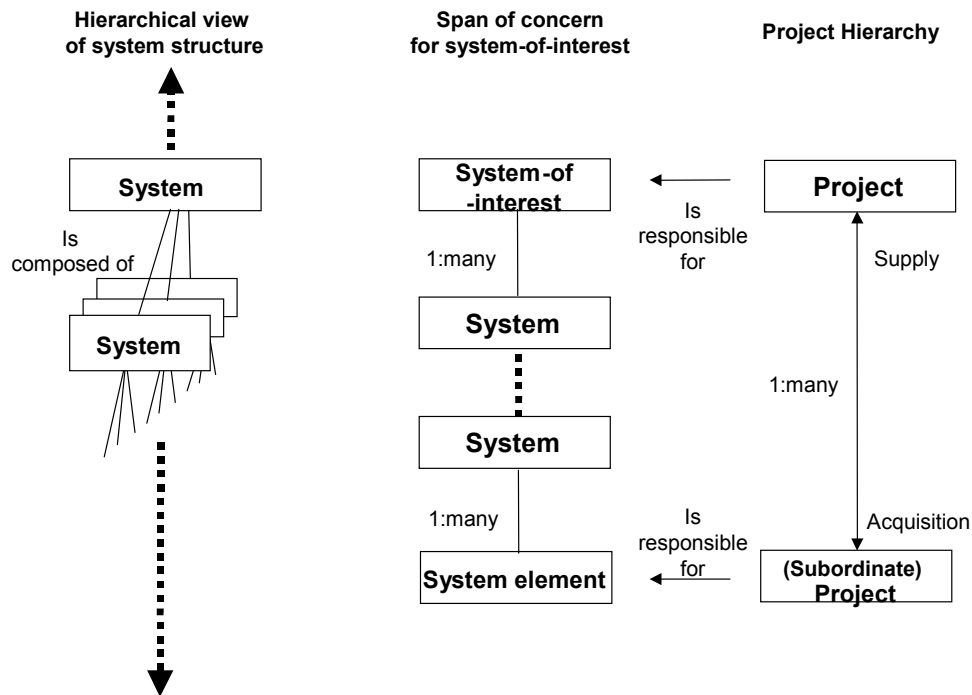 Hierarchical view
of system structure
Span of concern
for system-of-interest
Project Hierarchy
System
Is
composed of
System
System-of
-interest
1:many
System
System
1:many
System element
Is
responsible
for
Is
responsible
for
Project
Supply
1:many
Acquisition
(Subordinate)
Project